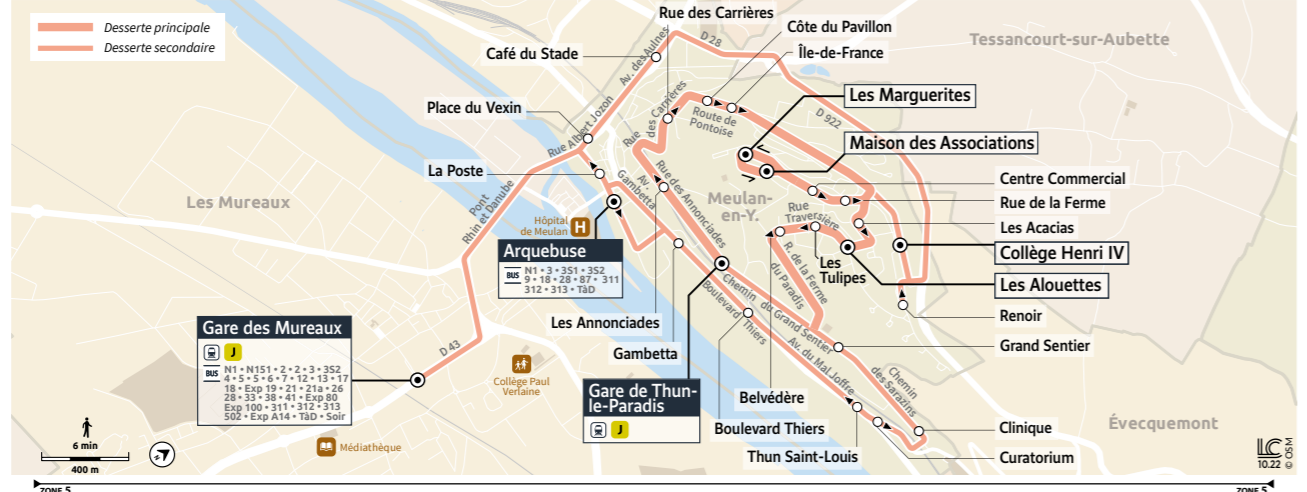 Desserte principale
Desserte secondaire
Rue des Carrières
Côte du Pavillon
Île-de-France
Café du Stade
Place du Vexin
La Poste
Av. des Aulnes
D 28
Tessancourt-sur-Aubette
Rue Albert Jozon
Rue
des Carrières
Route de
Pontoise
D 922
Les Marguerites
Maison des Associations
Centre Commercial
Rue de la Ferme
Les Acacias
Collège Henri IV
Les Alouettes
Renoir
Grand Sentier
Les Mureaux
Pont
Rhin et Danube
Av.
Gambetta
Rue des Annonciades
Meulan-
en-Y.
Rue
Traversière
R. de la Ferme
du Paradis
Les
Tulipes
Hôpital
de Meulan
H
Arquebuse
BUS
N1 • 3 • 3S1 • 3S2
9 • 18 • 28 • 87 • 311
312 • 313 • TàD
Chemin du Grand Sentier
Boulevard Thiers
Av. du Mal Joffre
Chemin
des Sarazins
Les Annonciades
Gambetta
Gare des Mureaux
J
BUS
N1 • N151 • 2 • 2 • 3 • 3S2
4 • 5 • 5 • 6 • 7 • 12 • 13 • 17
18 • Exp 19 • 21 • 21a • 26
28 • 33 • 38 • 41 • Exp 80
Exp 100 • 311 • 312 • 313
502 • Exp A14 • TàD • Soir
D 43
Collège Paul
Verlaine
Gare de Thun-
le-Paradis
J
Belvédère
Boulevard Thiers
Thun Saint-Louis
Clinique
Curatorium
Évecquemont
Médiathèque
6 min
400 m
LC
10.22
© OSM
ZONE 5
ZONE 5